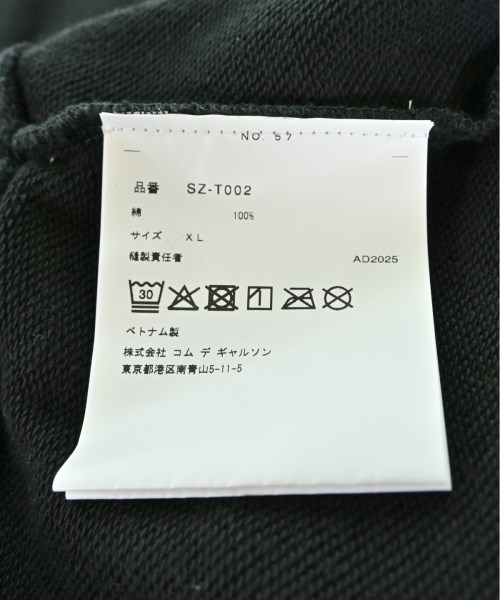 No. 57
品番 SZ-T002
綿 100%
サイズ XL
縫製責任者 AD2025
30
ベトナム製
株式会社 コム デ ギャルソン
東京都港区南青山5-11-5